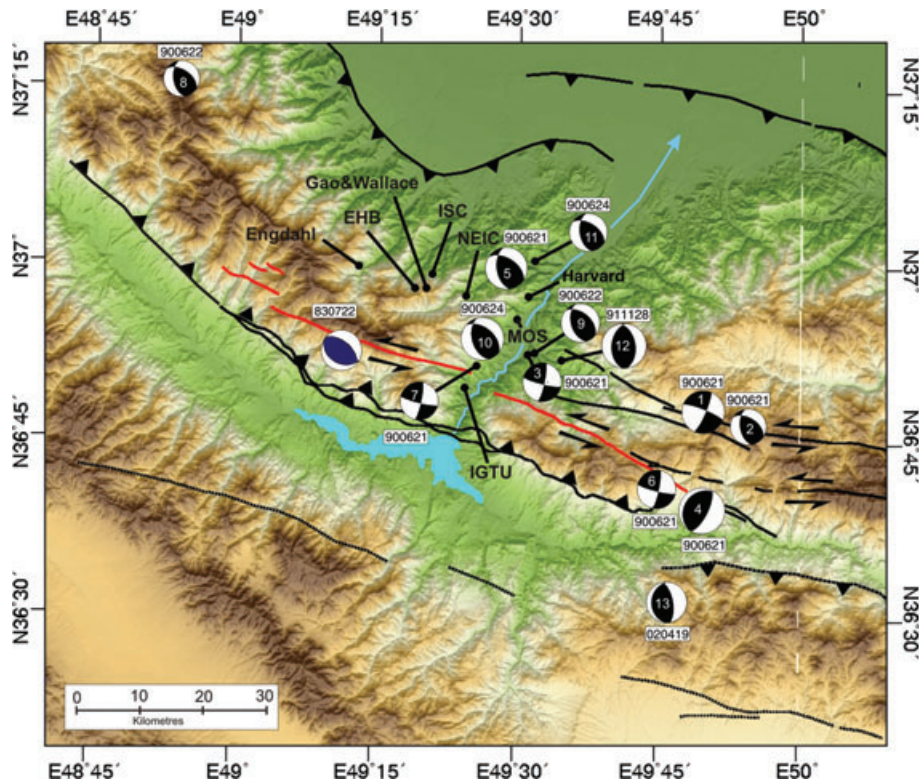 E48°45´ E49° E49°15´ E49°30´ E49°45´ E50°
900622
8
N37°15´
N37°15´
Gao&Wallace
ISC
EHB
NEIC
Engdahl
900624
11
900621
5
N37°
N37°
Harvard
900622
9
911128
12
830722
900624
10
MOS
3
900621
7
900621
900621
1
900621
2
N36°45´
N36°45´
IGTU
6
900621
4
900621
N36°30´
N36°30´
13
020419
0 10 20 30
Kilometres
E48°45´ E49° E49°15´ E49°30´ E49°45´ E50°